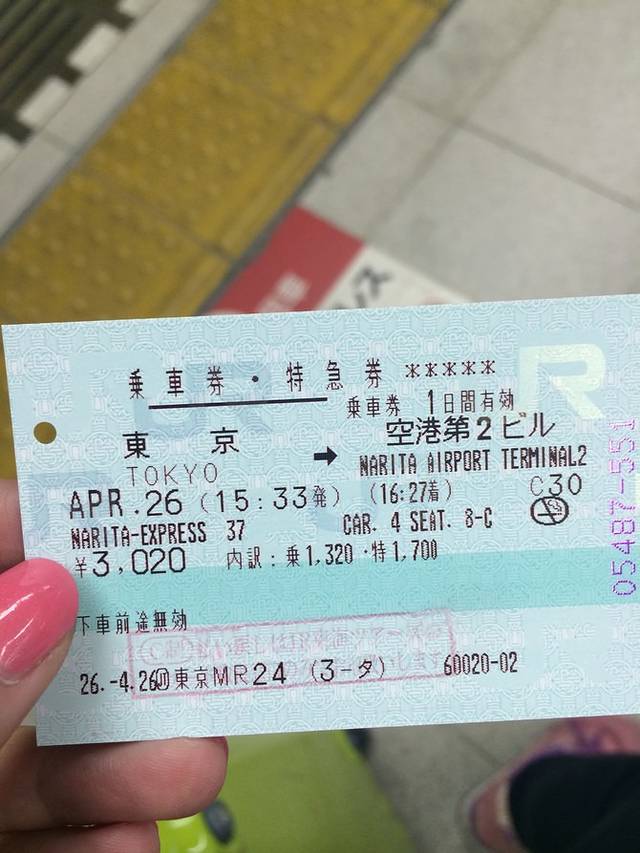 乗車券・特急券 *****
乗車券 1日間有効
東京 → 空港第2ビル
TOKYO NARITA AIRPORT TERMINAL2
APR.26 (15:33発) (16:27着) C30
NARITA-EXPRESS 37 CAR. 4 SEAT. 8-C
¥3,020 内訳:乗1,320・特1,700
下車前途無効
26.-4.26 東京MR24 (3-タ) 60020-02
05487-551
JR